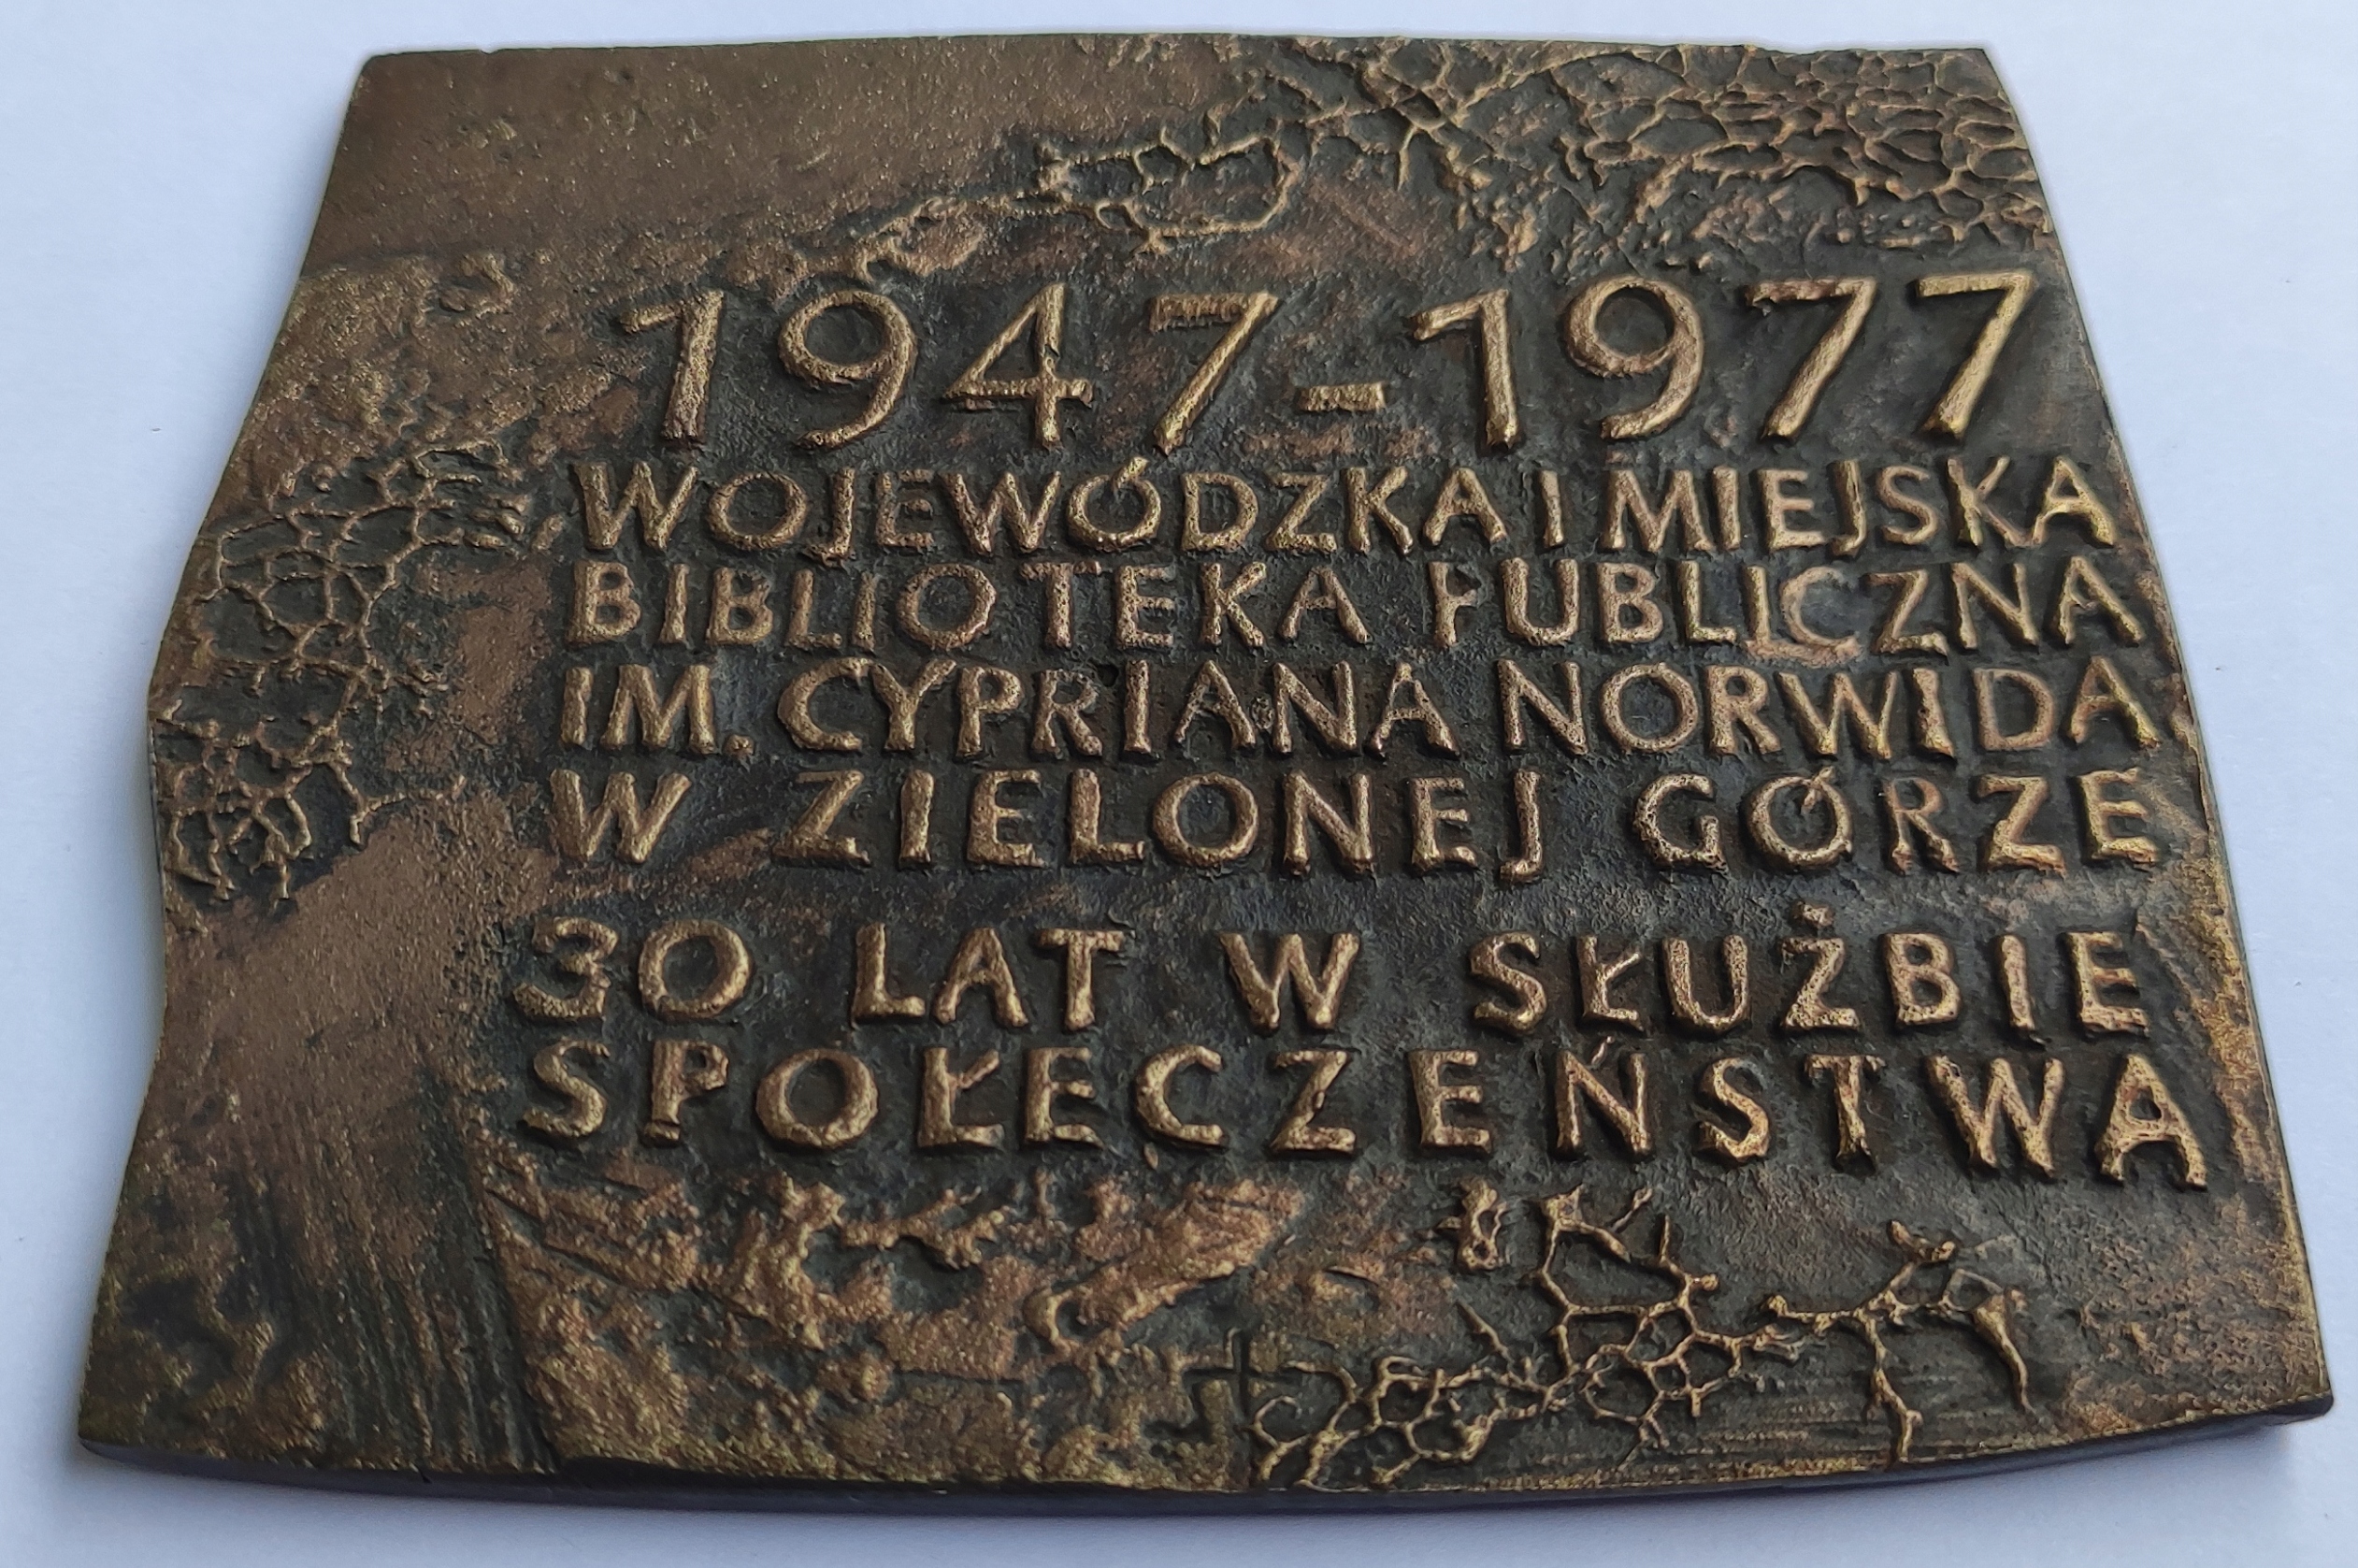 1947-1977
WOJEWÓDZKA I MIEJSKA
BIBLIOTEKA PUBLICZNA
IM. CYPRIANA NORWIDA
W ZIELONEJ GÓRZE
30 LAT W SŁUŻBIE
SPOŁECZEŃSTWA